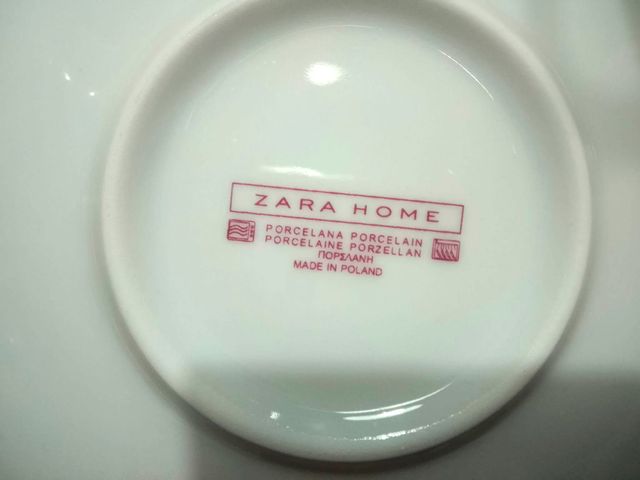 ZARA HOME
PORCELANA PORCELAIN
PORCELAINE PORZELLAN
ΠΟΡΣΛΑΝΗ
MADE IN POLAND